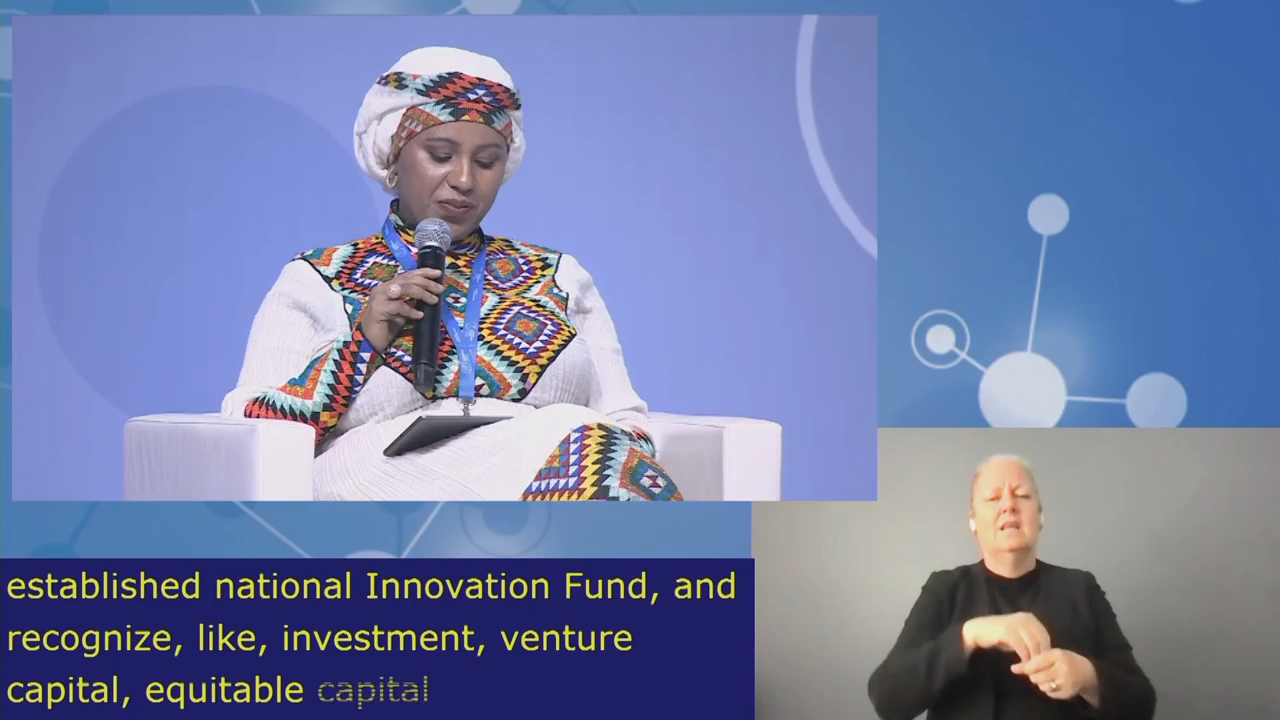 established national Innovation Fund, and
recognize, like, investment, venture
capital, equitable capital